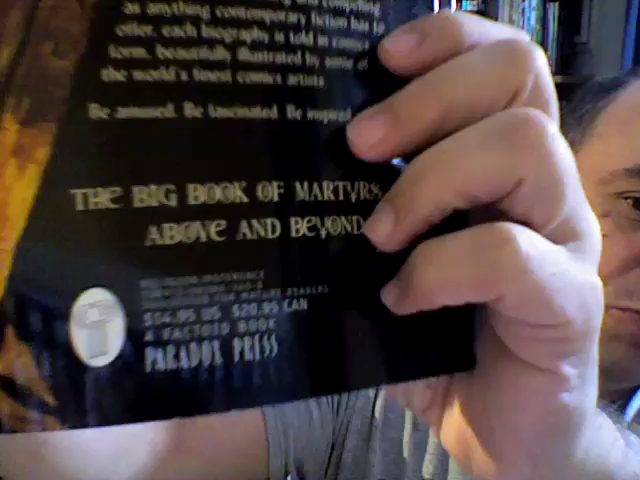 as anything contemporary fiction has to
offer, each biography is told in comics
form, beautifully illustrated by some of
the world's finest comics artists
Be amused. Be fascinated. Be inspired
THE BIG BOOK OF MARTYRS
ABOVE AND BEYOND
$14.95 US $20.95 CAN
A FACTOID BOOK
PARADOX PRESS